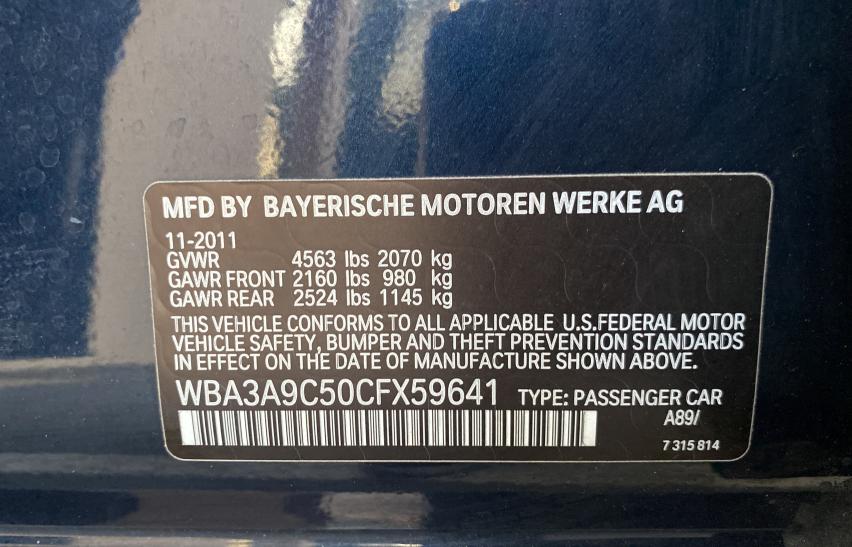 MFD BY BAYERISCHE MOTOREN WERKE AG
11-2011
GVWR 4563 lbs 2070 kg
GAWR FRONT 2160 lbs 980 kg
GAWR REAR 2524 lbs 1145 kg
THIS VEHICLE CONFORMS TO ALL APPLICABLE U.S.FEDERAL MOTOR
VEHICLE SAFETY, BUMPER AND THEFT PREVENTION STANDARDS
IN EFFECT ON THE DATE OF MANUFACTURE SHOWN ABOVE.
WBA3A9C50CFX59641 TYPE: PASSENGER CAR
A89/
7 315 814